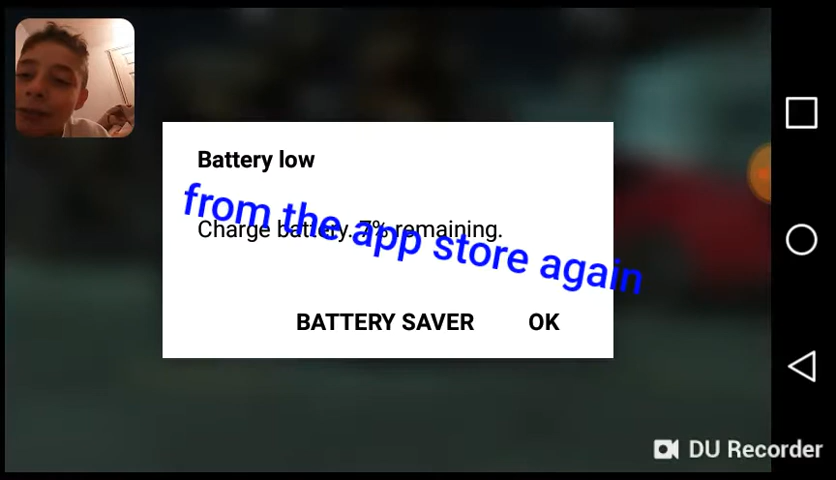 Battery low
from the app store again
Charge battery. 7% remaining.
BATTERY SAVER OK
DU Recorder